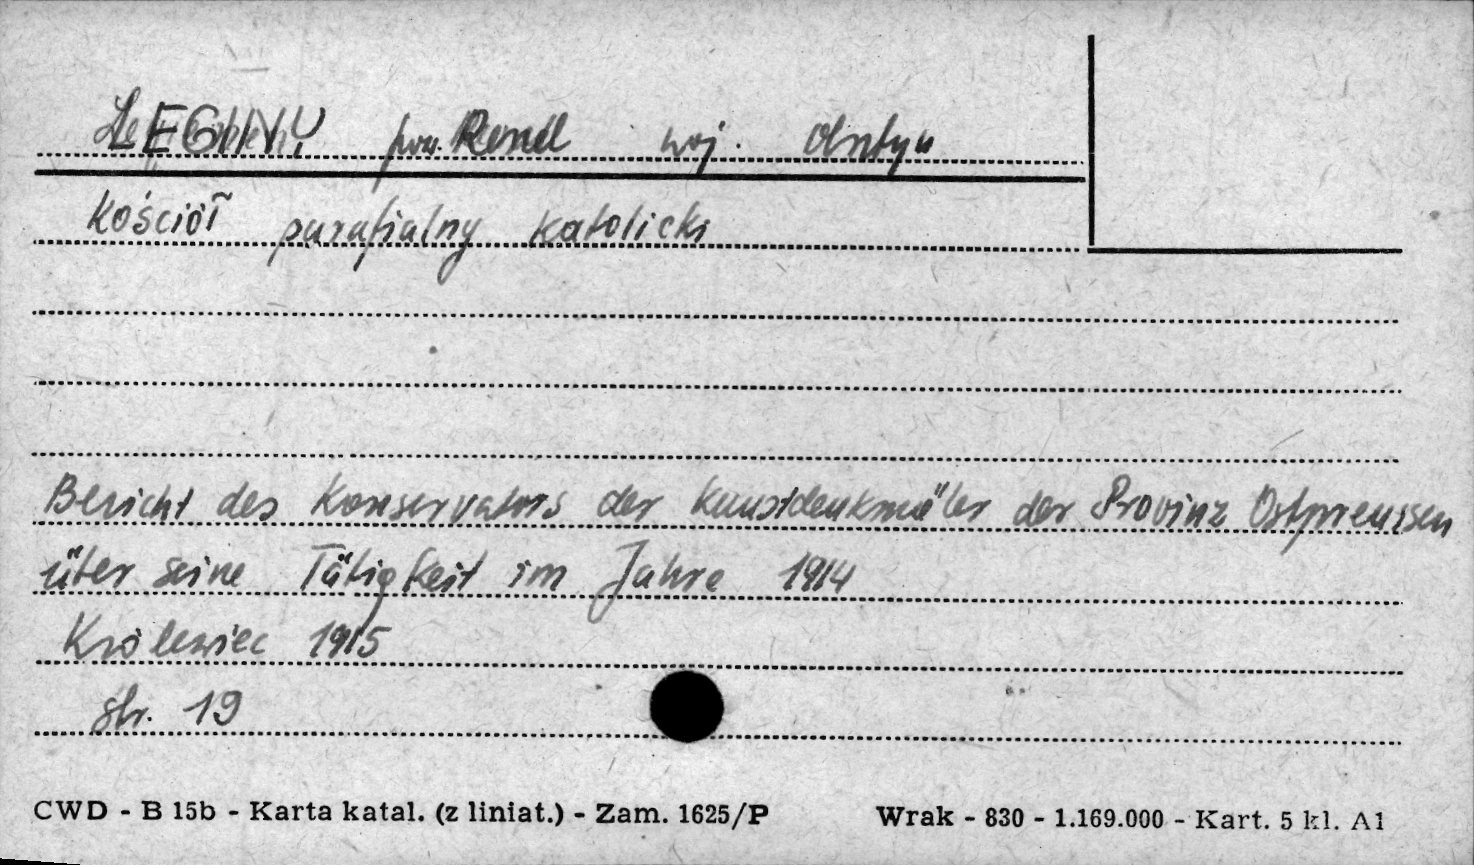 LEGINY pow. Reszel woj. Olsztyn
Kościół parafialny katolicki
Bericht des Konservators der Kunstdenkmäler der Provinz Ostpreussen
über seine Tätigkeit im Jahre 1914
Królewiec 1915
str. 19
CWD - B 15b - Karta katal. (z liniat.) - Zam. 1625/P Wrak - 830 - 1.169.000 - Kart. 5 kl. A1